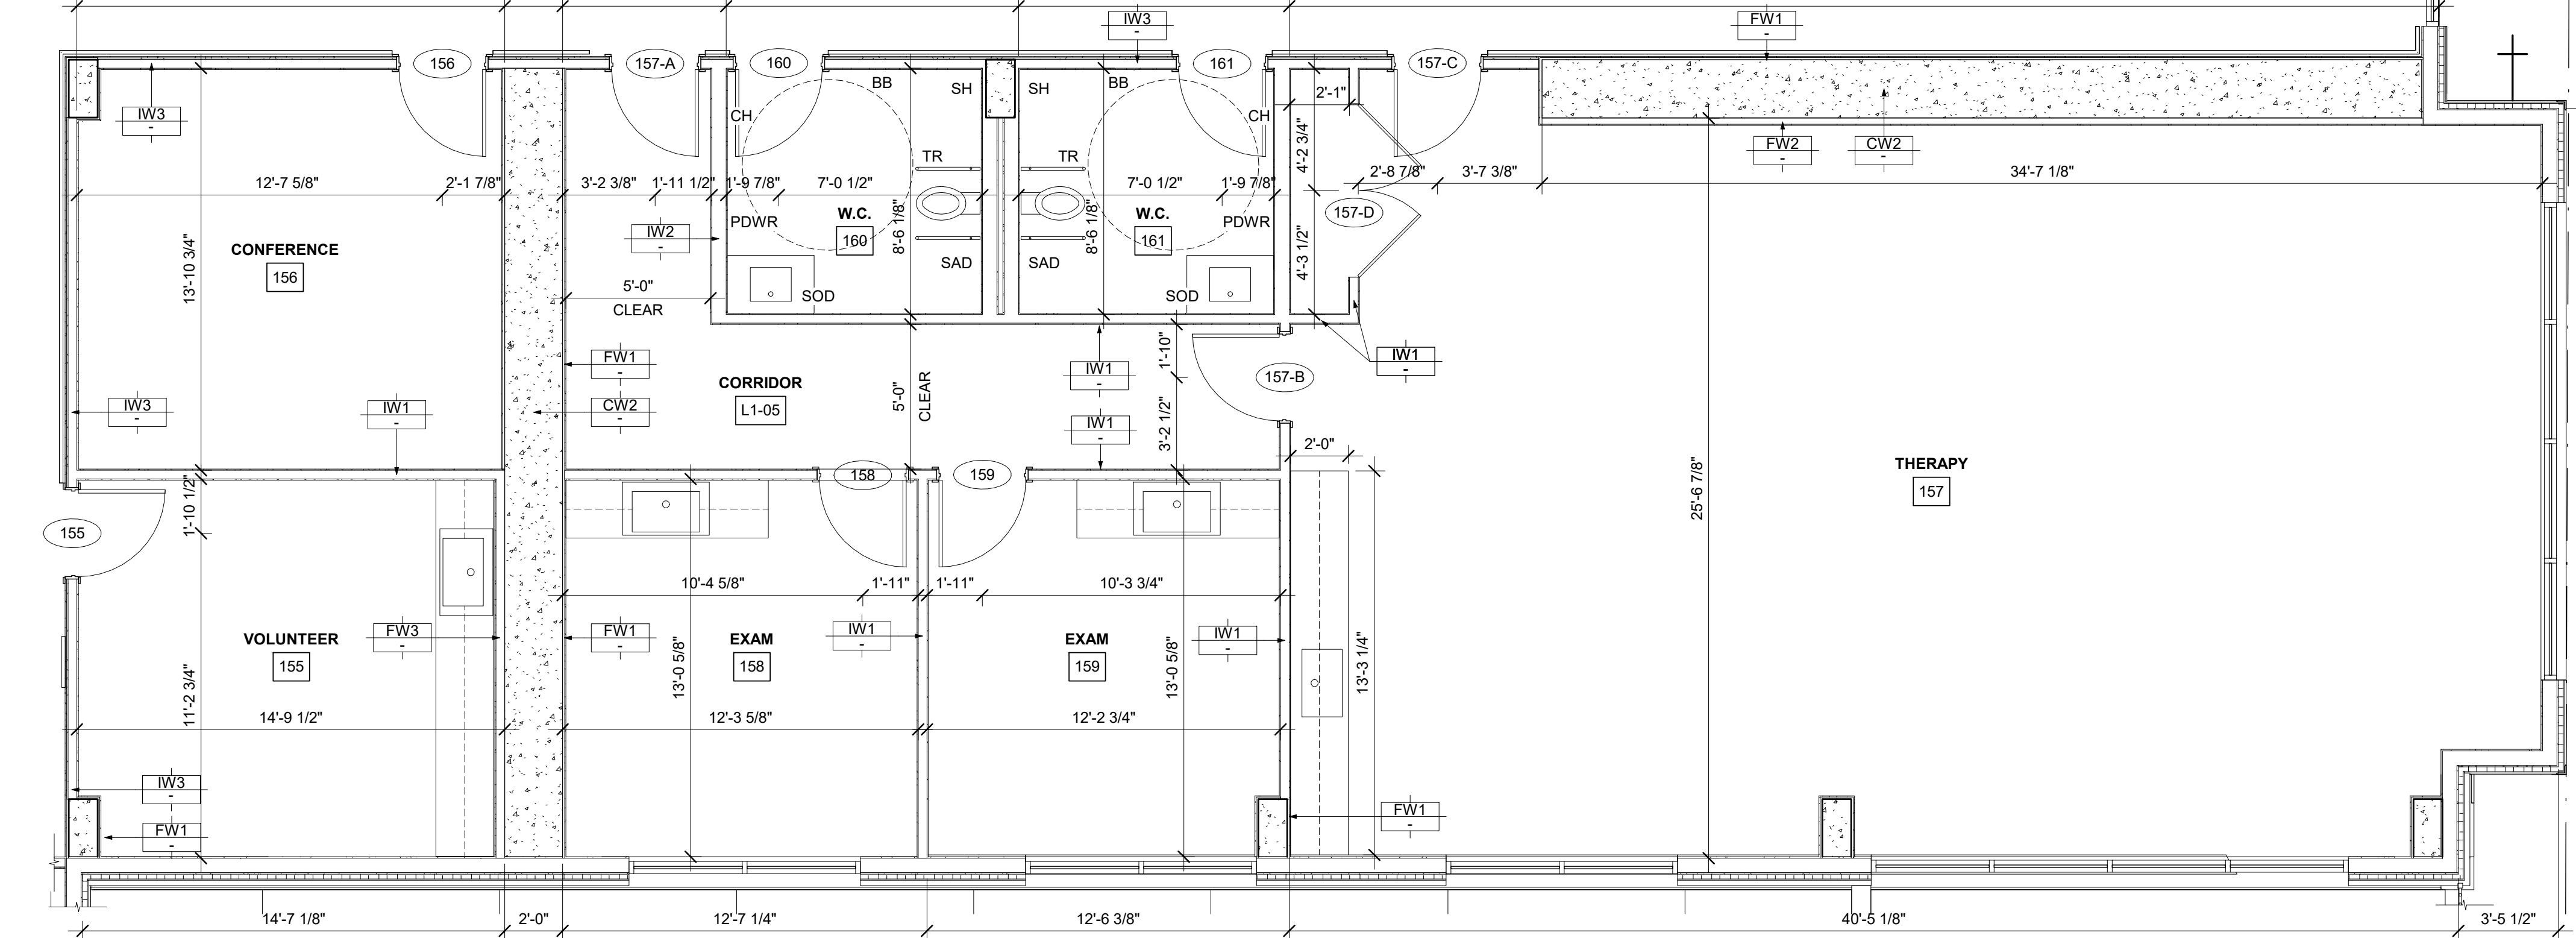 IW3
-
FW1
-
156
157-A
160
161
157-C
BB
SH
SH
BB
2'-1"
IW3
-
CH
CH
4'-2 3/4"
FW2
-
CW2
-
TR
TR
12'-7 5/8"
2'-1 7/8"
3'-2 3/8"
1'-11 1/2"
1'-9 7/8"
7'-0 1/2"
7'-0 1/2"
1'-9 7/8"
2'-8 7/8"
3'-7 3/8"
34'-7 1/8"
W.C.
160
W.C.
161
157-D
PDWR
8'-6 1/8"
8'-6 1/8"
PDWR
IW2
-
CONFERENCE
156
13'-10 3/4"
SAD
SAD
4'-3 1/2"
5'-0"
CLEAR
SOD
SOD
FW1
-
CORRIDOR
L1-05
5'-0"
CLEAR
IW1
-
1'-10"
157-B
IW1
-
IW3
-
IW1
-
CW2
-
IW1
-
3'-2 1/2"
2'-0"
THERAPY
157
158
159
1'-10 1/2"
155
25'-6 7/8"
10'-4 5/8"
1'-11"
1'-11"
10'-3 3/4"
VOLUNTEER
155
FW3
-
FW1
-
EXAM
158
IW1
-
EXAM
159
IW1
-
11'-2 3/4"
13'-0 5/8"
13'-0 5/8"
13'-3 1/4"
14'-9 1/2"
12'-3 5/8"
12'-2 3/4"
IW3
-
FW1
-
FW1
-
14'-7 1/8"
2'-0"
12'-7 1/4"
12'-6 3/8"
40'-5 1/8"
3'-5 1/2"